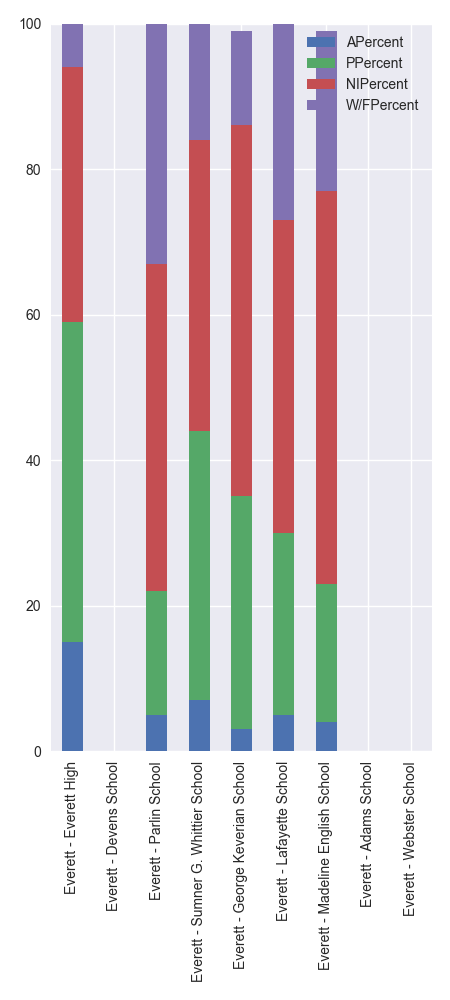 100
80
60
40
20
0
APercent
PPercent
NIPercent
W/FPercent
Everett - Everett High
Everett - Devens School
Everett - Parlin School
Everett - Sumner G. Whittier School
Everett - George Keverian School
Everett - Lafayette School
Everett - Madeline English School
Everett - Adams School
Everett - Webster School